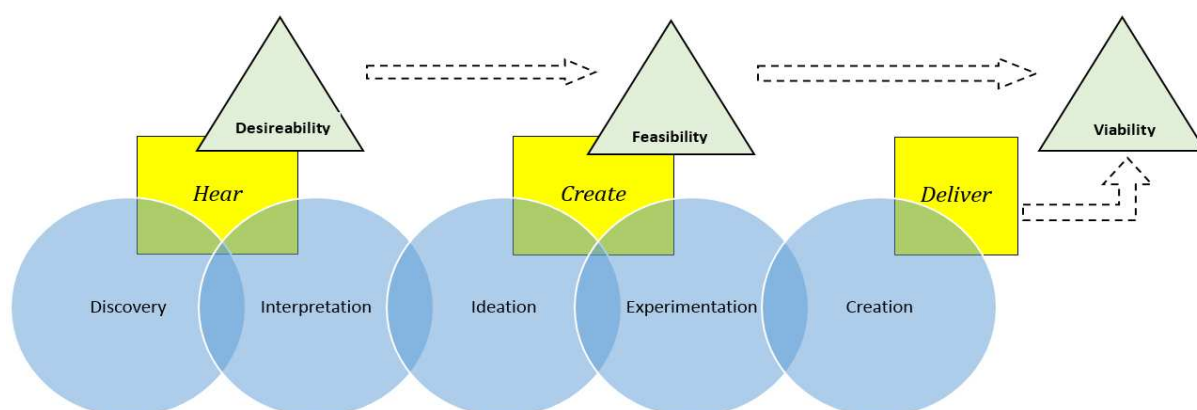 Desireability
Feasibility
Viability
Hear
Create
Deliver
Discovery
Interpretation
Ideation
Experimentation
Creation